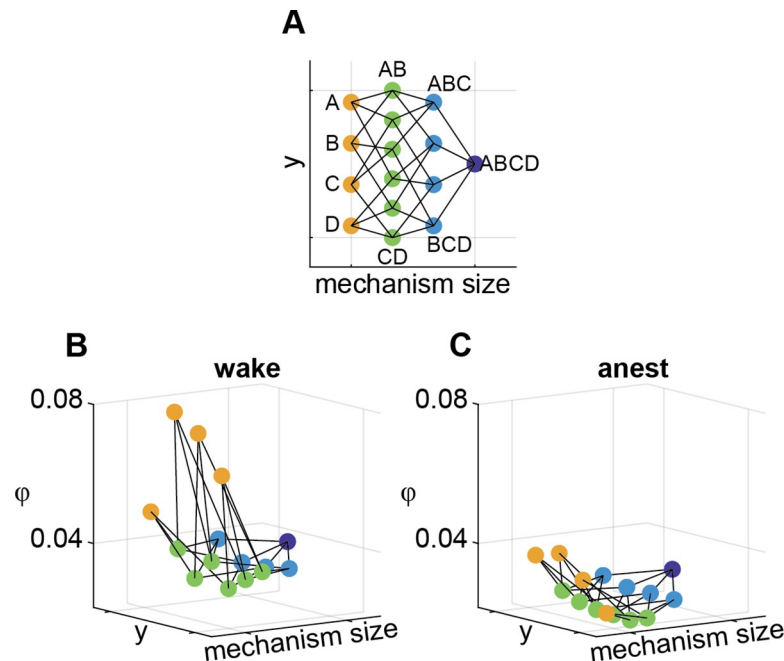 A
AB
ABC
A
B
y
ABCD
C
D
BCD
CD
mechanism size
B
wake
0.08
φ
0.04
y
mechanism size
C
anest
0.08
φ
0.04
y
mechanism size